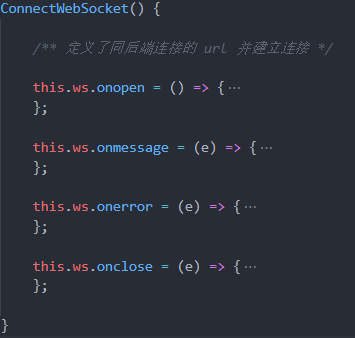 ConnectWebSocket() {
/** 定义了同后端连接的 url 并建立连接 */
this.ws.onopen = () => {···
};
this.ws.onmessage = (e) => {···
};
this.ws.onerror = (e) => {···
};
this.ws.onclose = (e) => {···
};
}